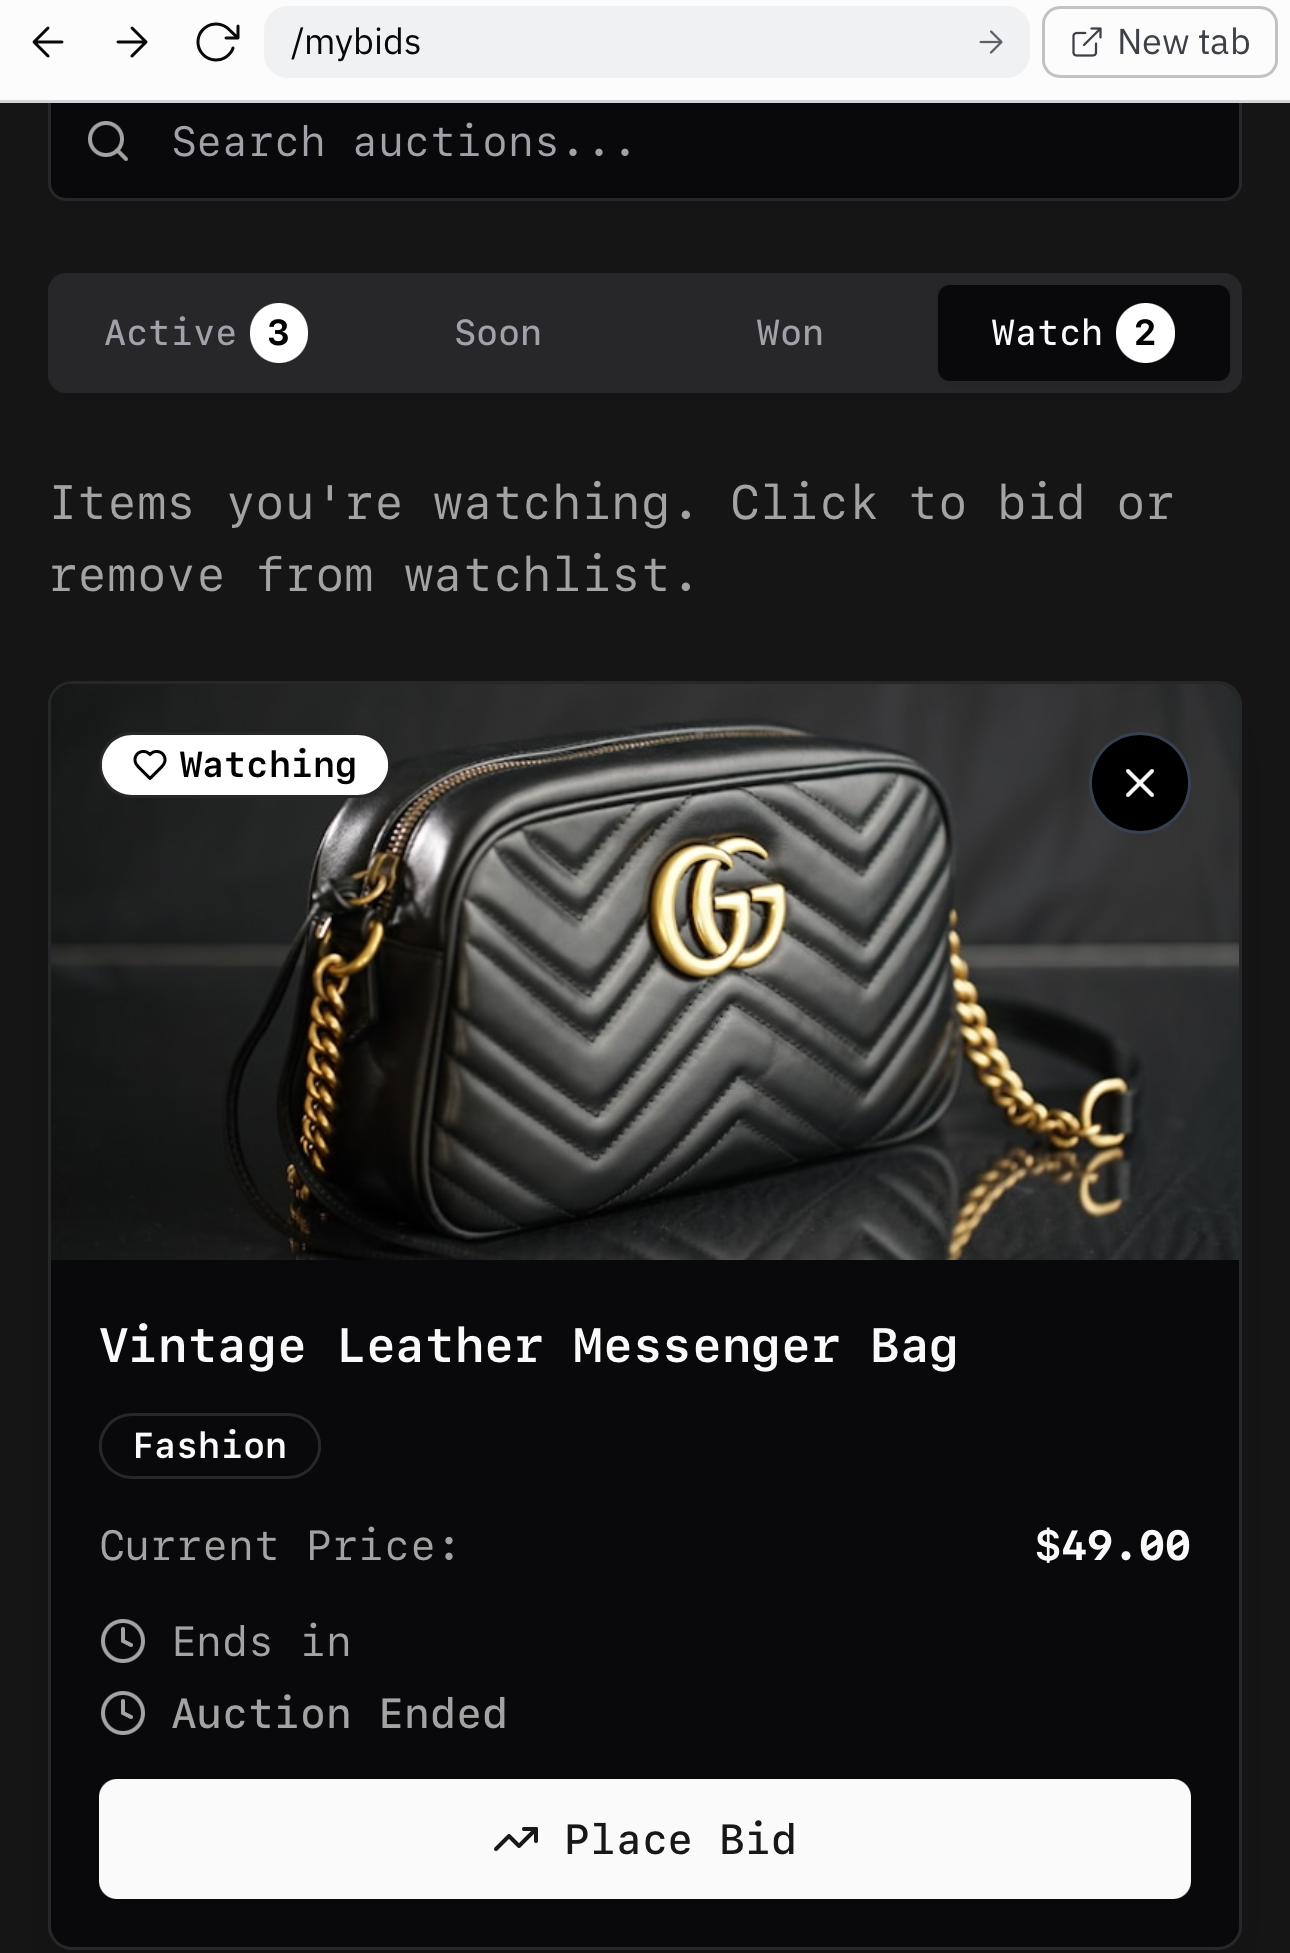 /mybids
New tab
Search auctions...
Active 3
Soon
Won
Watch 2
Items you're watching. Click to bid or
remove from watchlist.
Watching
GG
Vintage Leather Messenger Bag
Fashion
Current Price:
$49.00
Ends in
Auction Ended
Place Bid